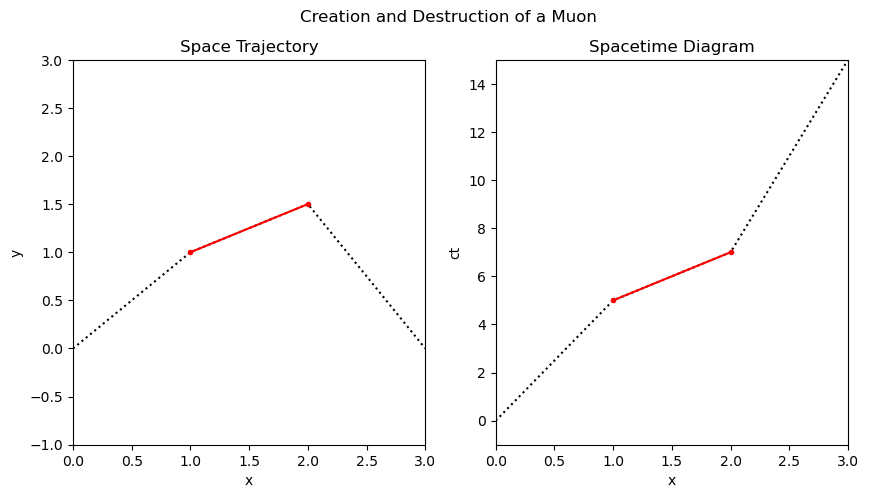 Creation and Destruction of a Muon
Space Trajectory
3.0
2.5
2.0
1.5
1.0
0.5
0.0
−0.5
−1.0
y
0.0 0.5 1.0 1.5 2.0 2.5 3.0
x
Spacetime Diagram
14
12
10
8
6
4
2
0
ct
0.0 0.5 1.0 1.5 2.0 2.5 3.0
x